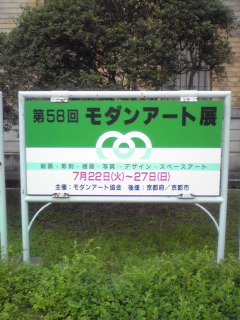 第58回 モダンアート展
絵画・彫刻・版画・写真・デザイン・スペースアート
7月22日(火)~27日(日)
主催：モダンアート協会 後援：京都府／京都市